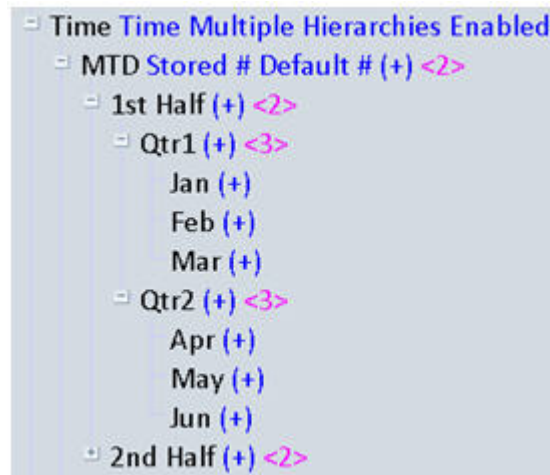 Time Time Multiple Hierarchies Enabled
MTD Stored # Default # (+) <2>
1st Half (+) <2>
Qtr1 (+) <3>
Jan (+)
Feb (+)
Mar (+)
Qtr2 (+) <3>
Apr (+)
May (+)
Jun (+)
2nd Half (+) <2>